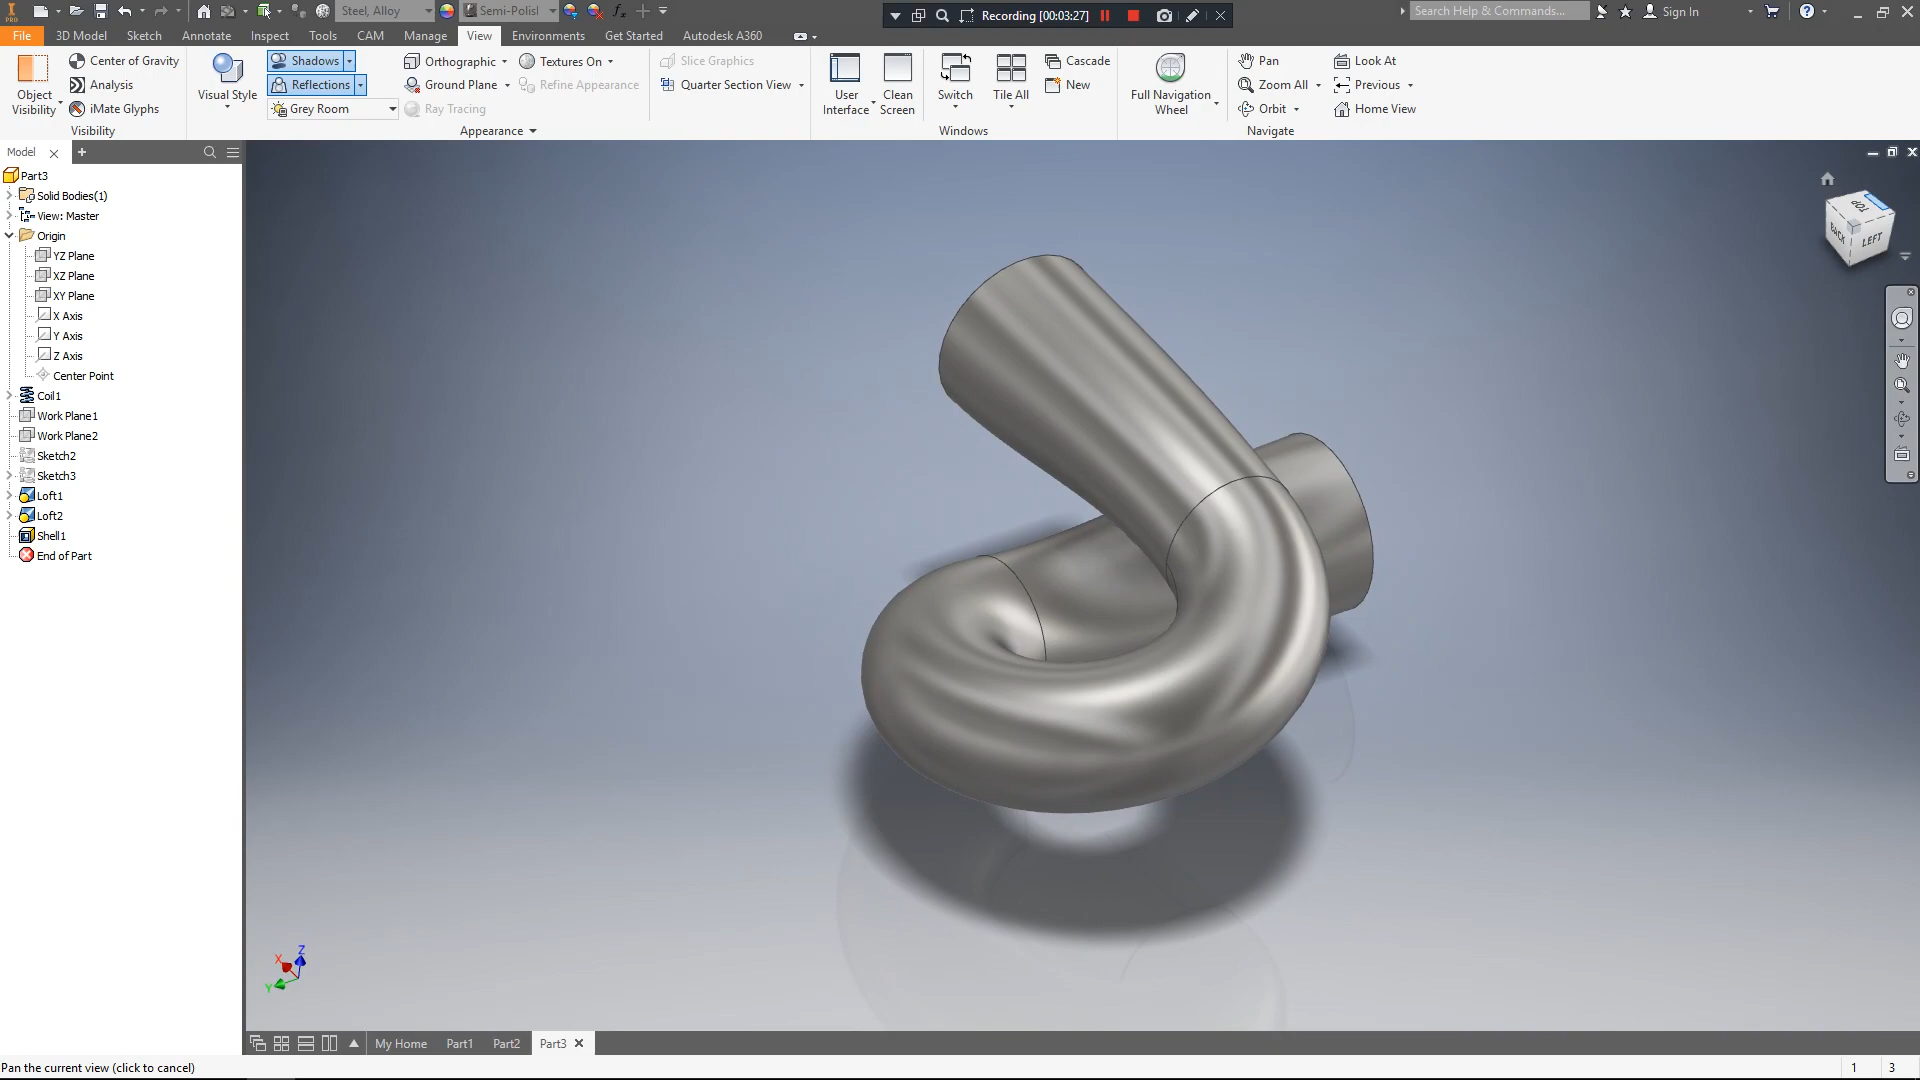 PRO
Steel, Alloy
Semi-Polisl
fx
Recording [00:03:27]
Search Help & Commands...
Sign In
File 3D Model Sketch Annotate Inspect Tools CAM Manage View Environments Get Started Autodesk A360
Object Visibility
Center of Gravity
Analysis
iMate Glyphs
Visibility
Visual Style
Shadows
Reflections
Grey Room
Orthographic
Ground Plane
Ray Tracing
Textures On
Refine Appearance
Appearance
Slice Graphics
Quarter Section View
User Interface
Clean Screen
Switch
Tile All
Cascade
New
Windows
Full Navigation Wheel
Pan
Zoom All
Orbit
Look At
Previous
Home View
Navigate
Model
Part3
Solid Bodies(1)
View: Master
Origin
YZ Plane
XZ Plane
XY Plane
X Axis
Y Axis
Z Axis
Center Point
Coil1
Work Plane1
Work Plane2
Sketch2
Sketch3
Loft1
Loft2
Shell1
End of Part
TOP
BACK
LEFT
Z
X
Y
My Home Part1 Part2 Part3
Pan the current view (click to cancel)
1 3